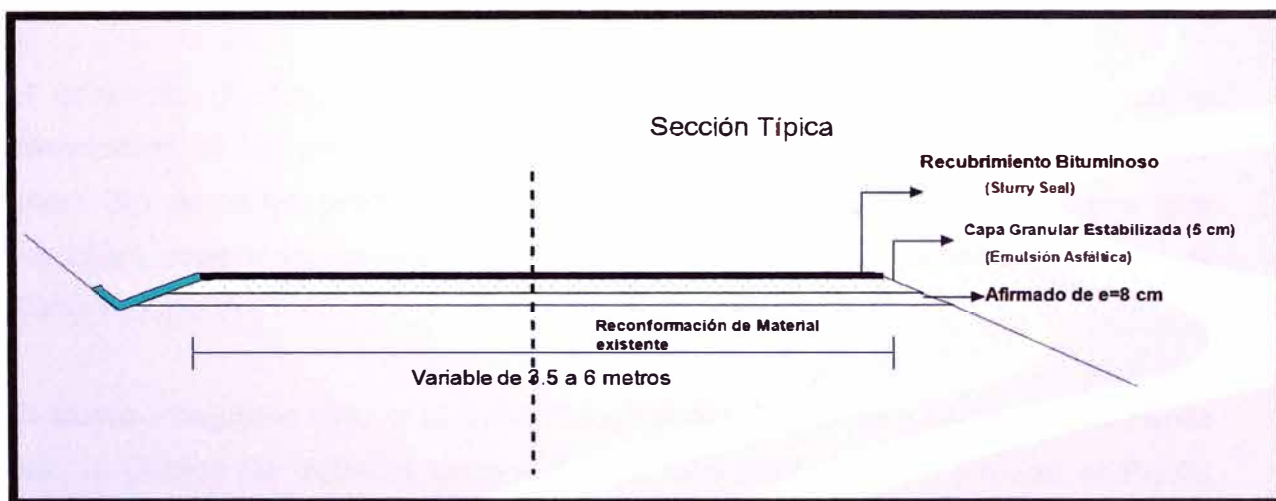 Sección Típica
Recubrimiento Bituminoso
(Slurry Seal)
Capa Granular Estabilizada (5 cm)
(Emulsión Asfáltica)
Afirmado de e=8 cm
Reconformación de Material
existente
Variable de 3.5 a 6 metros